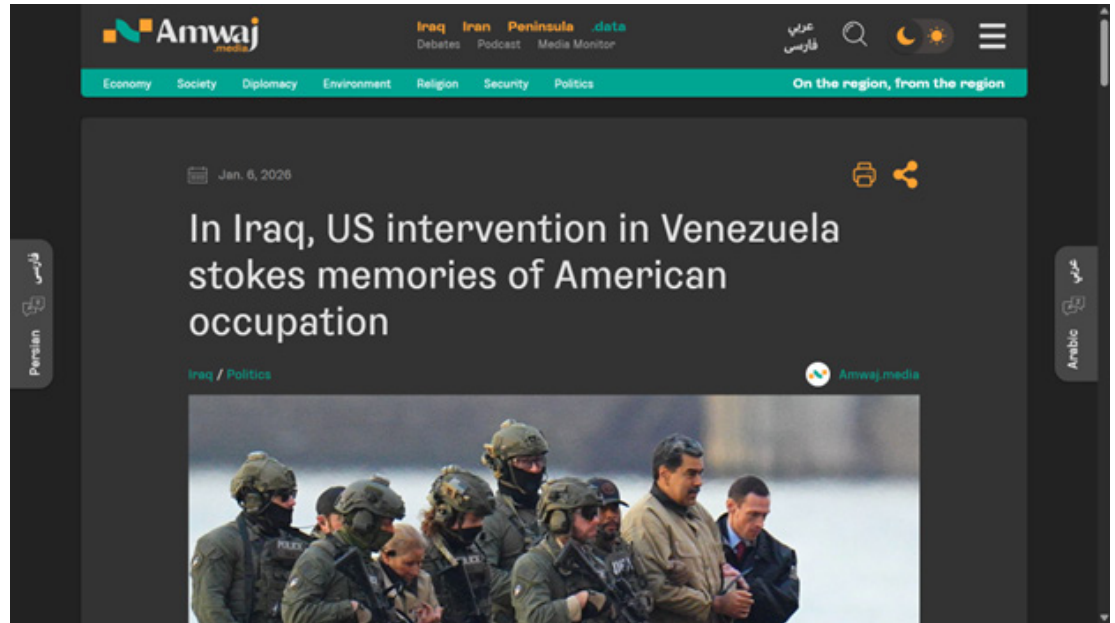 Amwaj
.media
Iraq Iran Peninsula .data
Debates Podcast Media Monitor
عربي
فارسی
Economy Society Diplomacy Environment Religion Security Politics On the region, from the region
Jan. 6, 2026
In Iraq, US intervention in Venezuela
stokes memories of American
occupation
Iraq / Politics
Amwaj.media
فارسی
Persian
عربي
Arabic
POLICE